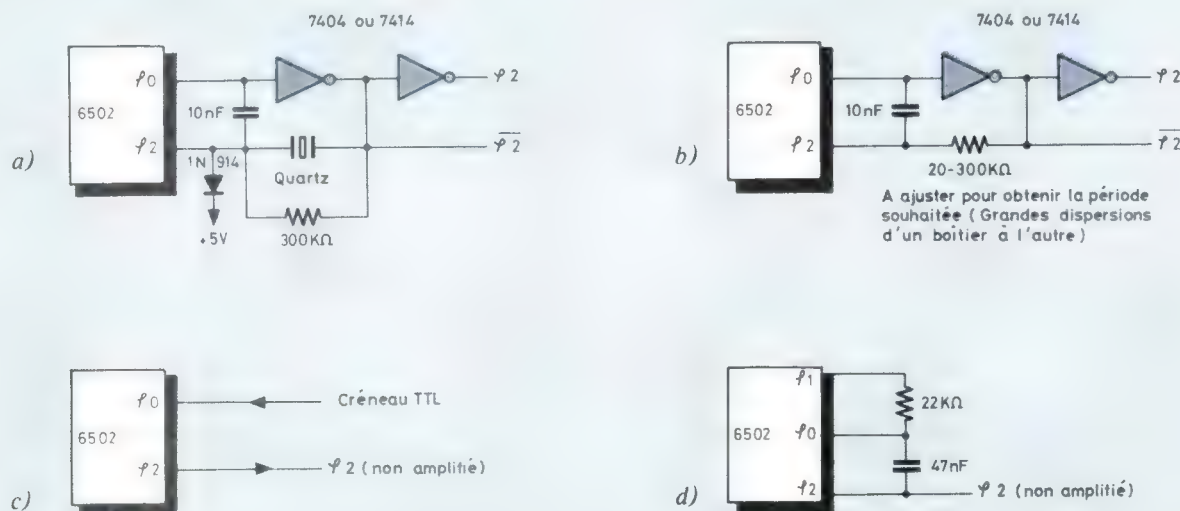 7404 ou 7414
φ0
6502
10nF
φ2
φ2
1N 914
a)
Quartz
φ2
+5V
300KΩ
7404 ou 7414
φ0
6502
10nF
φ2
φ2
b)
20-300KΩ
φ2
A ajuster pour obtenir la période
souhaitée (Grandes dispersions
d'un boîtier à l'autre)
φ0
Créneau TTL
6502
φ2
φ2 (non amplifié)
c)
φ1
22KΩ
6502
φ0
47nF
φ2
φ2 (non amplifié)
d)